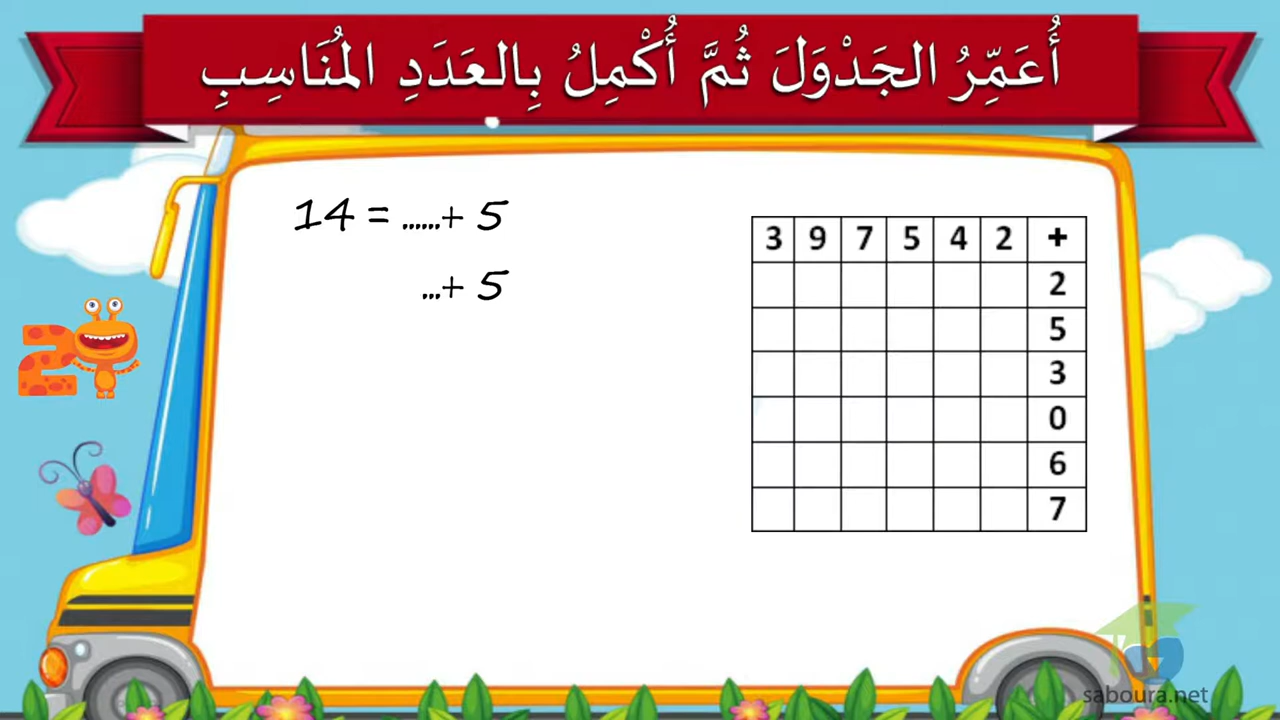 أُعَمِّرُ الجَدْوَلَ ثُمَّ أُكْمِلُ بِالعَدَدِ المُنَاسِبِ
14 = ......+ 5
...+ 5
3 9 7 5 4 2 +
2
5
3
0
6
7
saboura.net